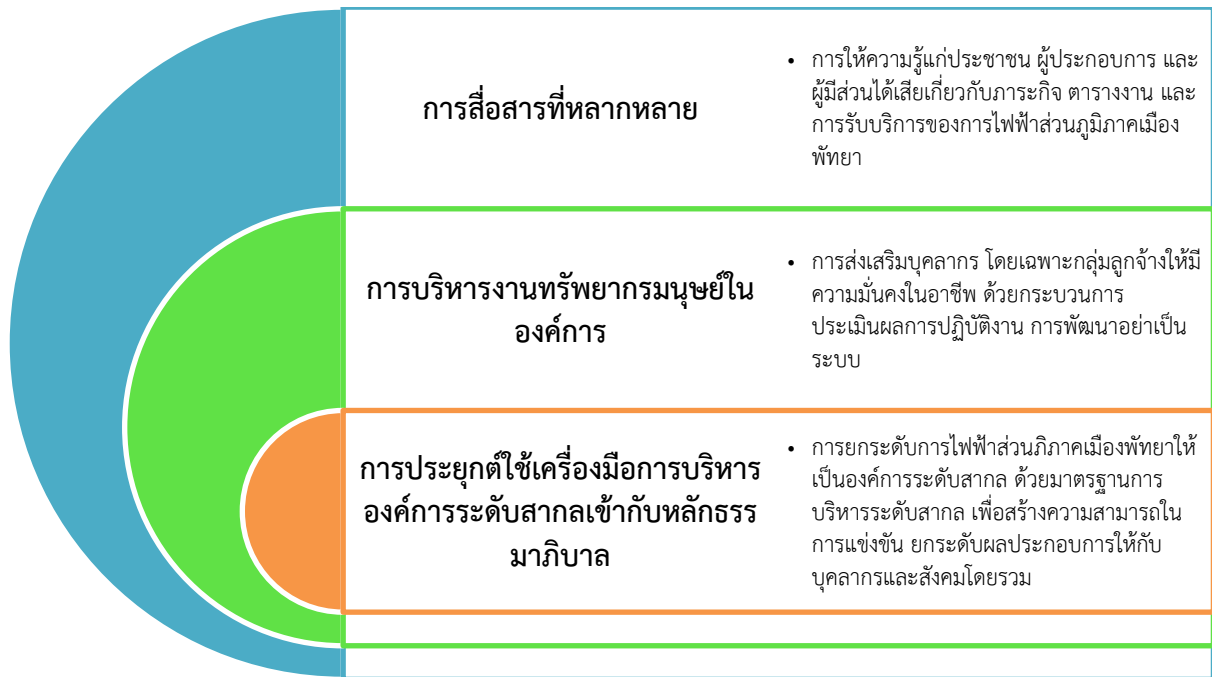 การสื่อสารที่หลากหลาย
• การให้ความรู้แก่ประชาชน ผู้ประกอบการ และ
ผู้มีส่วนได้เสียเกี่ยวกับภาระกิจ ตารางงาน และ
การรับบริการของการไฟฟ้าส่วนภูมิภาคเมือง
พัทยา
การบริหารงานทรัพยากรมนุษย์ใน
องค์การ
• การส่งเสริมบุคลากร โดยเฉพาะกลุ่มลูกจ้างให้มี
ความมั่นคงในอาชีพ ด้วยกระบวนการ
ประเมินผลการปฏิบัติงาน การพัฒนาอย่าเป็น
ระบบ
การประยุกต์ใช้เครื่องมือการบริหาร
องค์การระดับสากลเข้ากับหลักธรร
มาภิบาล
• การยกระดับการไฟฟ้าส่วนภิภาคเมืองพัทยาให้
เป็นองค์การระดับสากล ด้วยมาตรฐานการ
บริหารระดับสากล เพื่อสร้างความสามารถใน
การแข่งขัน ยกระดับผลประกอบการให้กับ
บุคลากรและสังคมโดยรวม